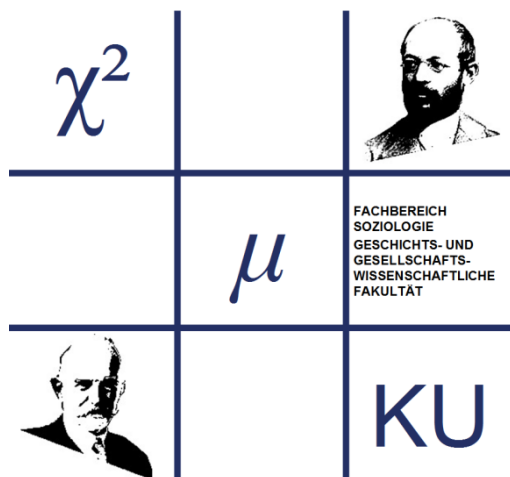 χ²
FACHBEREICH
SOZIOLOGIE
GESCHICHTS- UND
GESELLSCHAFTS-
WISSENSCHAFTLICHE
FAKULTÄT
μ
KU